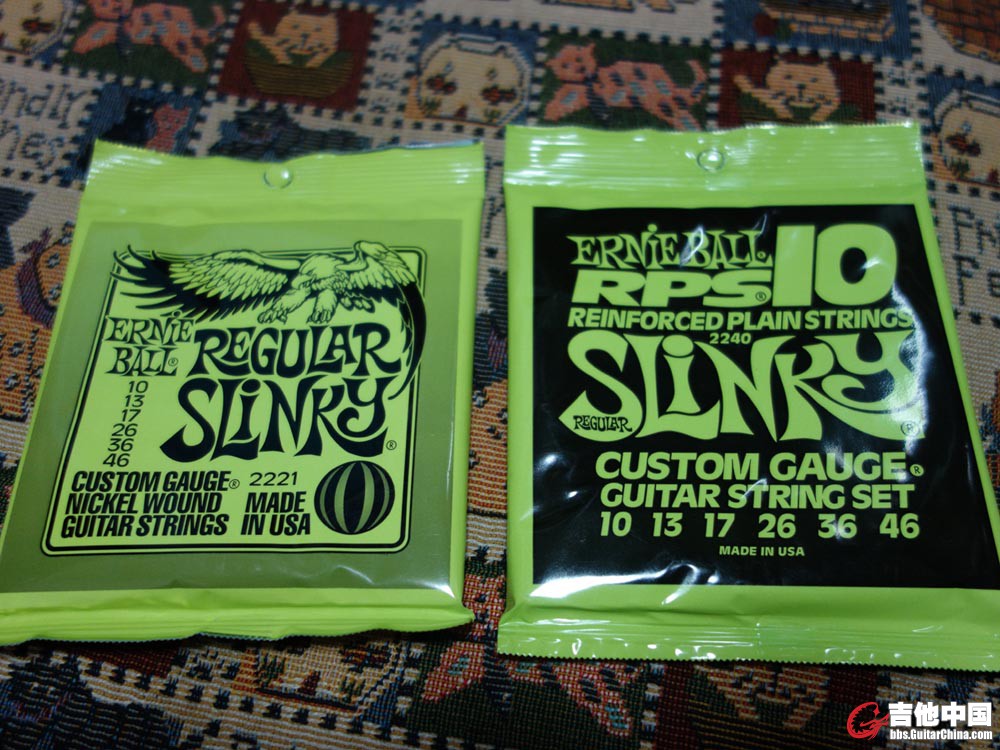 ERNIE
BALL®
REGULAR
SLINKY®
10
13
17
26
36
46
CUSTOM GAUGE®
NICKEL WOUND
GUITAR STRINGS
2221
MADE
IN USA
ERNIE BALL
RPS® 10
REINFORCED PLAIN STRINGS
2240
SLINKY®
REGULAR
CUSTOM GAUGE®
GUITAR STRING SET
10 13 17 26 36 46
MADE IN USA
吉他中国
bbs.GuitarChina.com